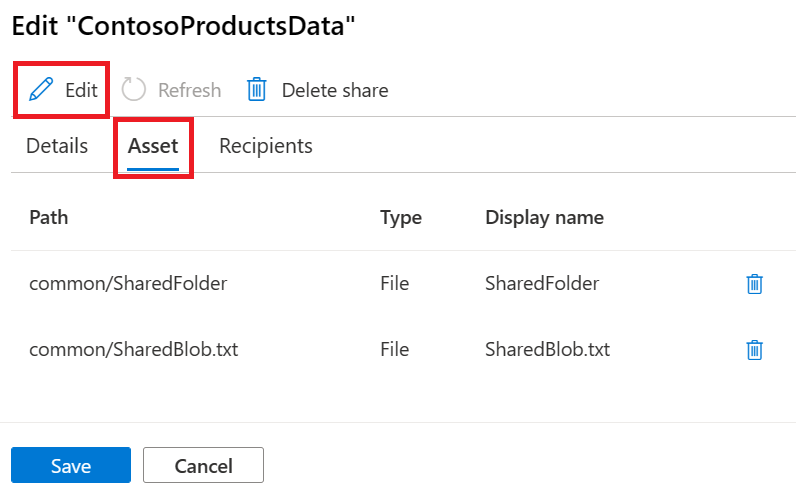 Edit "ContosoProductsData"
Edit Refresh Delete share
Details Asset Recipients
Path Type Display name
common/SharedFolder File SharedFolder
common/SharedBlob.txt File SharedBlob.txt
Save Cancel